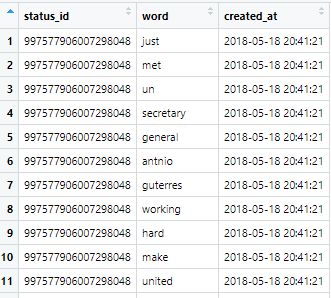 status_id word created_at
1 997577906007298048 just 2018-05-18 20:41:21
2 997577906007298048 met 2018-05-18 20:41:21
3 997577906007298048 un 2018-05-18 20:41:21
4 997577906007298048 secretary 2018-05-18 20:41:21
5 997577906007298048 general 2018-05-18 20:41:21
6 997577906007298048 antnio 2018-05-18 20:41:21
7 997577906007298048 guterres 2018-05-18 20:41:21
8 997577906007298048 working 2018-05-18 20:41:21
9 997577906007298048 hard 2018-05-18 20:41:21
10 997577906007298048 make 2018-05-18 20:41:21
11 997577906007298048 united 2018-05-18 20:41:21